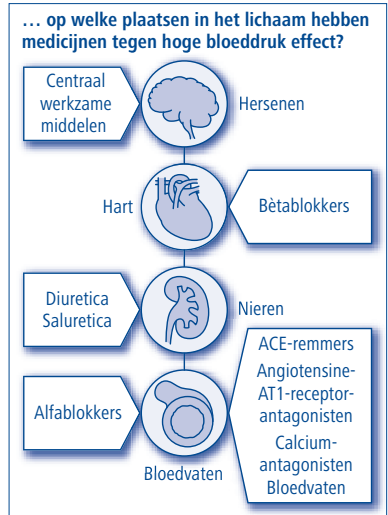 … op welke plaatsen in het lichaam hebben
medicijnen tegen hoge bloeddruk effect?
Centraal
werkzame
middelen
Hersenen
Hart
Bètablokkers
Diuretica
Saluretica
Nieren
Alfablokkers
ACE-remmers
Angiotensine-
AT1-receptor-
antagonisten
Calcium-
antagonisten
Bloedvaten
Bloedvaten